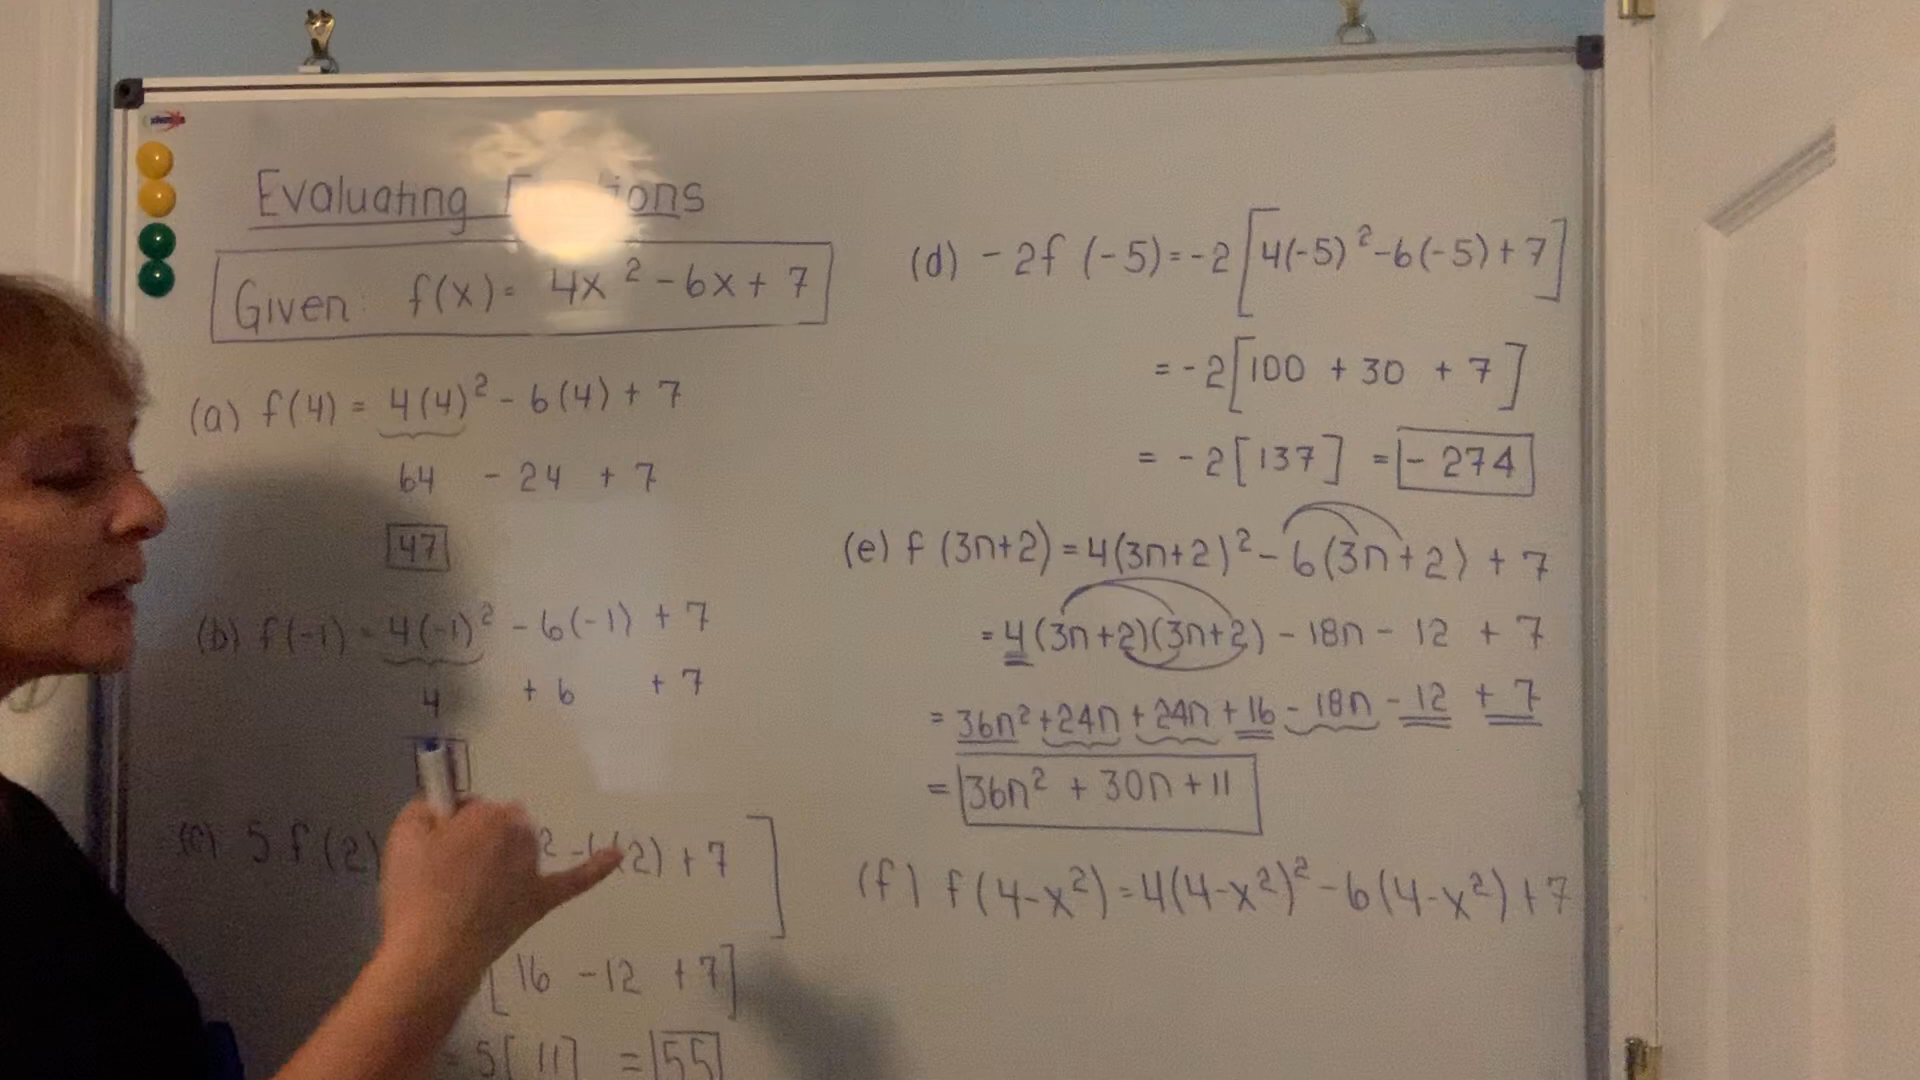 Evaluating
Given: f(x) = 4x² - 6x + 7
(a) f(4) = 4(4)² - 6(4) + 7
64 - 24 + 7
47
(b) f(-1) = 4(-1)² - 6(-1) + 7
4 + 6 + 7
5 f(2) ² - (2) + 7]
[16 - 12 + 7]
= 5[11] = 55
(d) -2f (-5) = -2[4(-5)² - 6(-5) + 7]
= -2[100 + 30 + 7]
= -2[137] = -274
(e) f (3n+2) = 4(3n+2)² - 6(3n+2) + 7
= 4(3n+2)(3n+2) - 18n - 12 + 7
= 36n² + 24n + 24n + 16 - 18n - 12 + 7
= 36n² + 30n + 11
(f) f(4-x²) = 4(4-x²)² - 6(4-x²) + 7